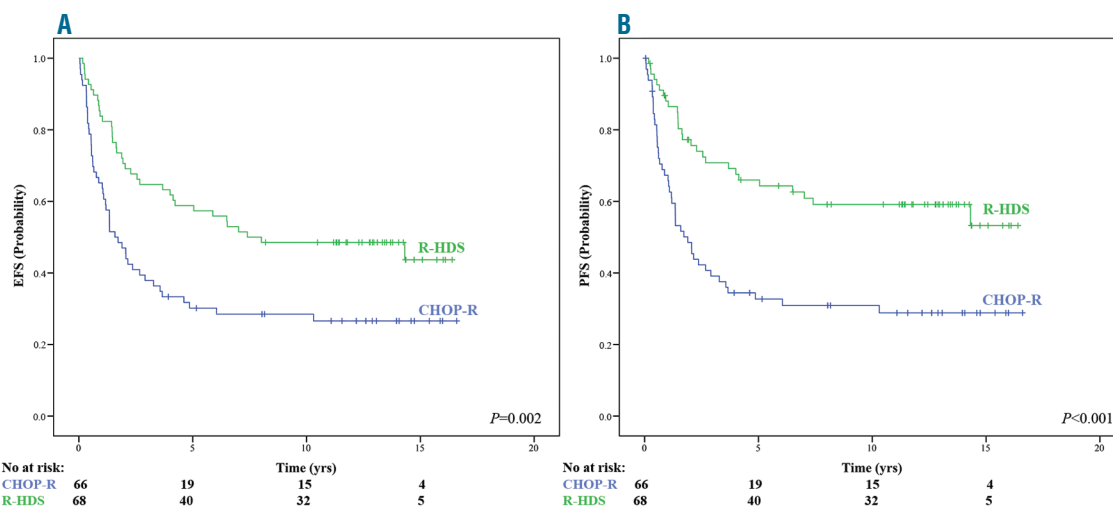 A
EFS (Probability)
1.0
0.8
0.6
0.4
0.2
0.0
R-HDS
CHOP-R
P=0.002
0 5 10 15 20
No at risk: Time (yrs)
CHOP-R 66 19 15 4
R-HDS 68 40 32 5
B
PFS (Probability)
1.0
0.8
0.6
0.4
0.2
0.0
R-HDS
CHOP-R
P<0.001
0 5 10 15 20
No at risk: Time (yrs)
CHOP-R 66 19 15 4
R-HDS 68 40 32 5